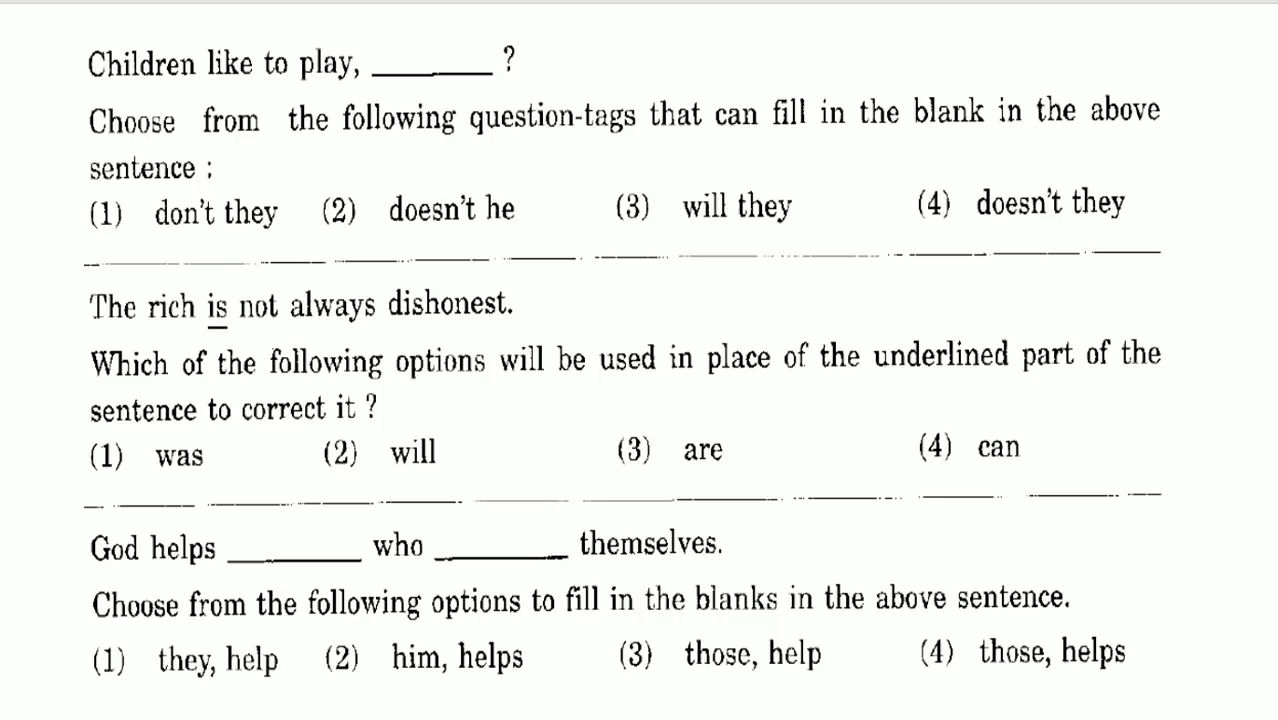 Children like to play, ________ ?
Choose from the following question-tags that can fill in the blank in the above
sentence :
(1) don't they (2) doesn't he (3) will they (4) doesn't they
The rich is not always dishonest.
Which of the following options will be used in place of the underlined part of the
sentence to correct it ?
(1) was (2) will (3) are (4) can
God helps ________ who ________ themselves.
Choose from the following options to fill in the blanks in the above sentence.
(1) they, help (2) him, helps (3) those, help (4) those, helps